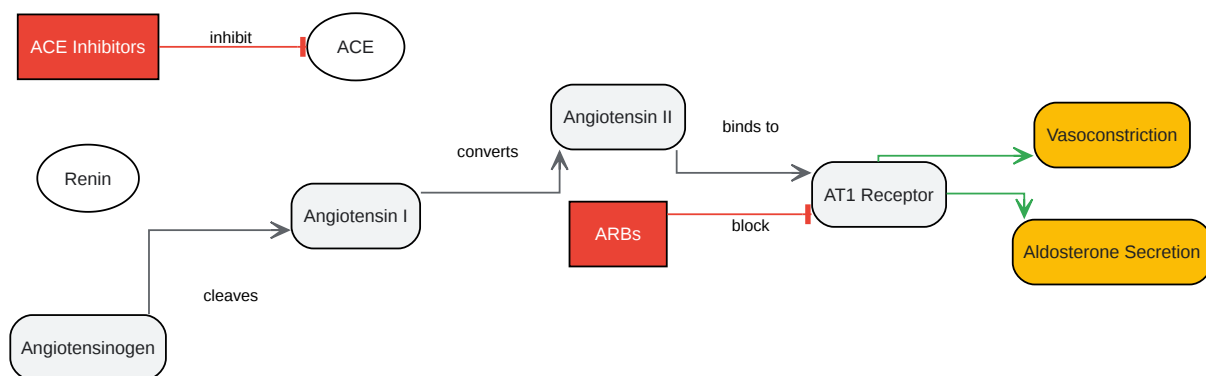 ACE Inhibitors
inhibit
ACE
Angiotensin II
binds to
Vasoconstriction
converts
Renin
Angiotensin I
AT1 Receptor
ARBs
block
Aldosterone Secretion
cleaves
Angiotensinogen